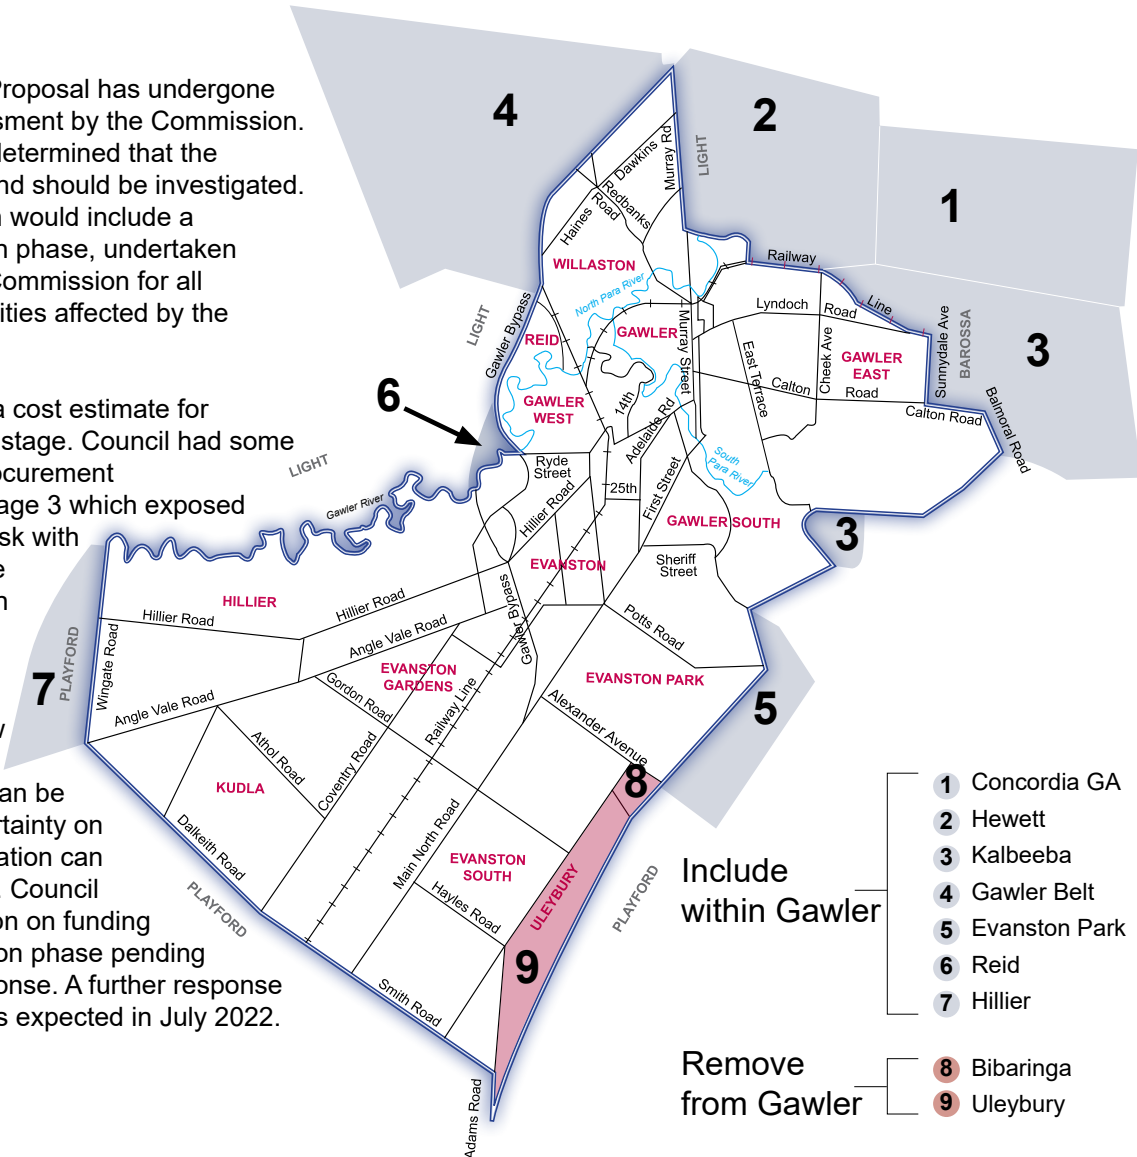 Proposal has undergone
sment by the Commission.
determined that the
nd should be investigated.
n would include a
n phase, undertaken
Commission for all
ities affected by the
a cost estimate for
stage. Council had some
ocurement
age 3 which exposed
sk with
e
n
an be
rtainty on
ation can
Council
on on funding
on phase pending
onse. A further response
s expected in July 2022.
4
2
1
3
LIGHT
Dawkins
Murray Rd
Redbanks
Road
Haines
WILLASTON
North Para River
Railway
Line
Lyndoch
Road
Sunnydale Ave
BAROSSA
LIGHT
Gawler Bypass
REID
GAWLER
Murray Street
East Terrace
Cheek Ave
GAWLER
EAST
Calton
Road
Calton Road
Balmoral Road
6
GAWLER
WEST
14th
Adelaide Rd
South
Para River
LIGHT
Gawler River
Ryde
Street
25th
First Street
Hillier Road
GAWLER SOUTH
3
EVANSTON
Sheriff
Street
HILLIER
Hillier Road
Hillier Road
Gawler Bypass
Potts Road
7
PLAYFORD
Wingate Road
Angle Vale Road
Angle Vale Road
EVANSTON
GARDENS
Gordon Road
Railway Line
EVANSTON PARK
5
Alexander Avenue
8
Athol Road
Coventry Road
KUDLA
Dalkeith Road
Main North Road
EVANSTON
SOUTH
Hayles Road
ULEYBURY
PLAYFORD
PLAYFORD
9
Smith Road
Adams Road
Include
within Gawler
1 Concordia GA
2 Hewett
3 Kalbeeba
4 Gawler Belt
5 Evanston Park
6 Reid
7 Hillier
Remove
from Gawler
8 Bibaringa
9 Uleybury